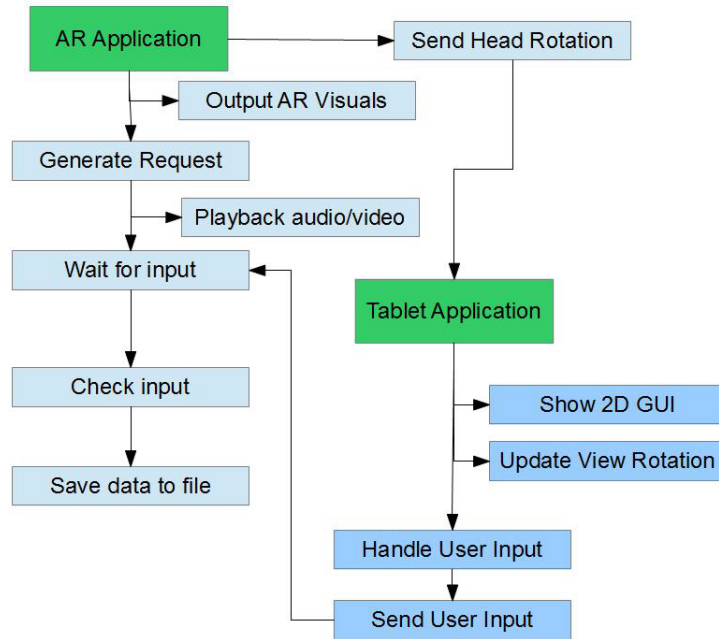 AR Application
Send Head Rotation
Output AR Visuals
Generate Request
Playback audio/video
Wait for input
Tablet Application
Check input
Show 2D GUI
Update View Rotation
Save data to file
Handle User Input
Send User Input